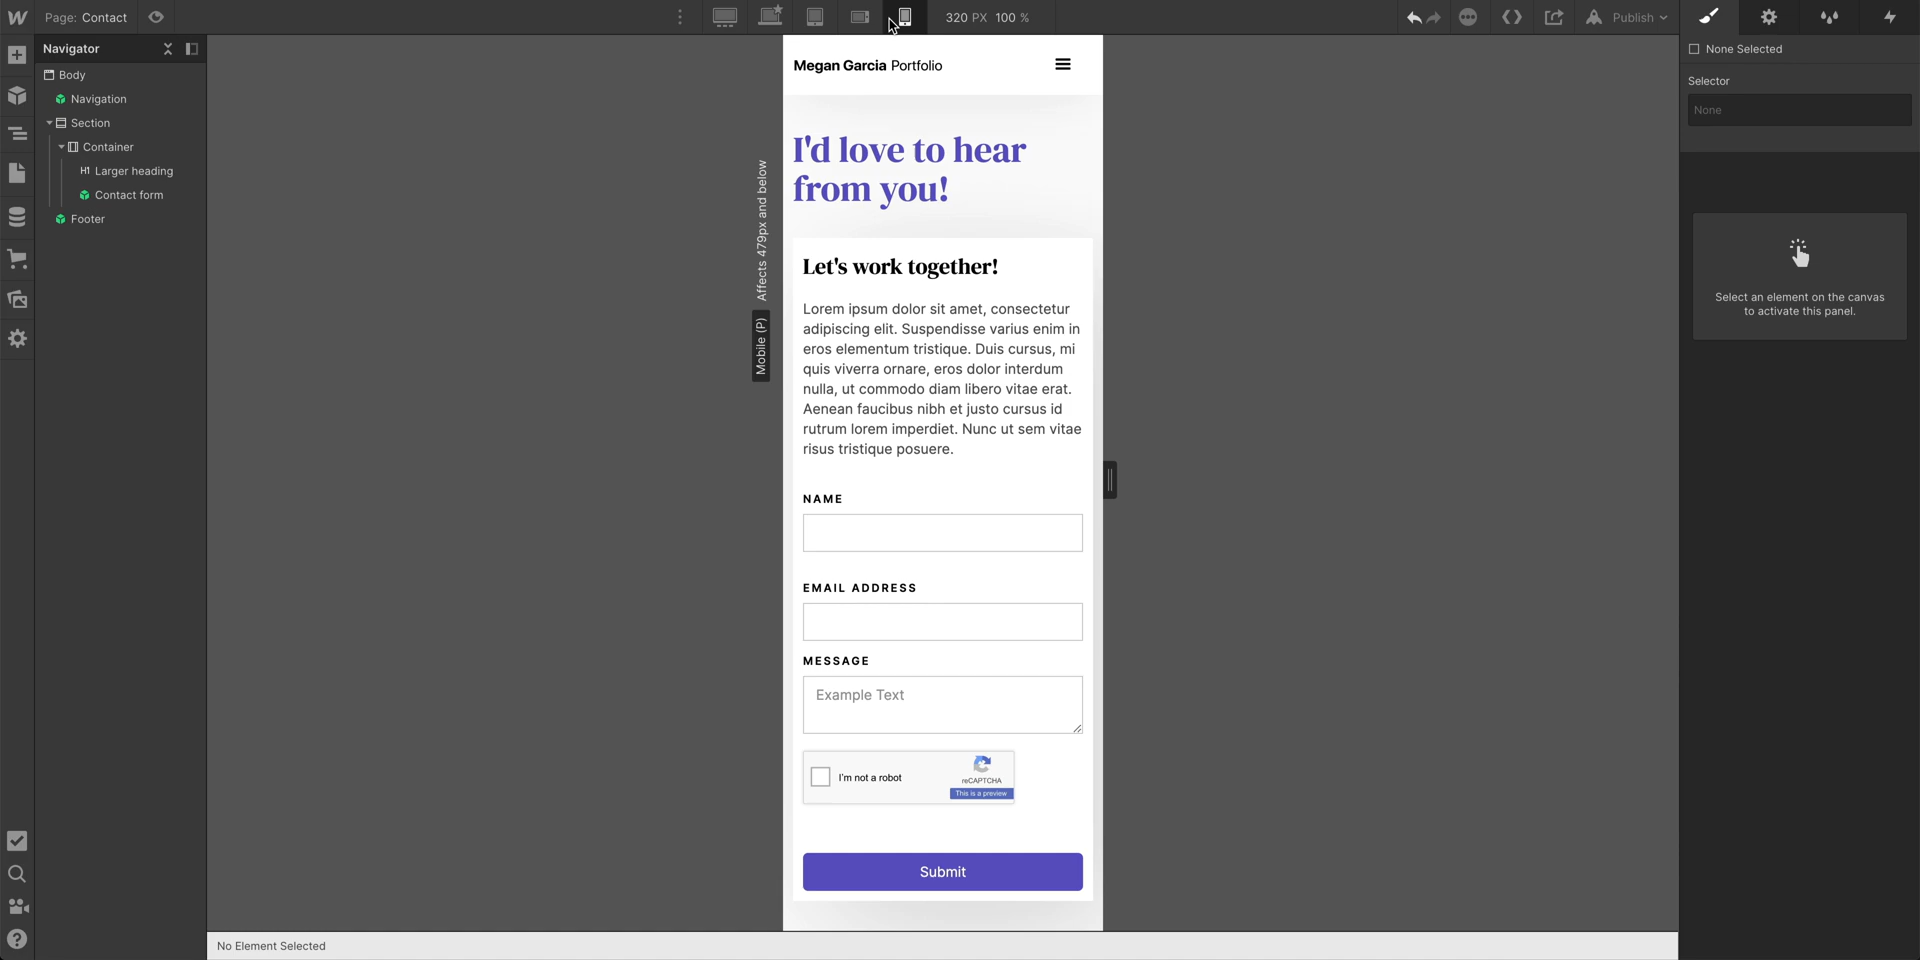 Page: Contact
320 PX 100 %
Publish
Navigator
Body
Navigation
Section
Container
H1 Larger heading
Contact form
Footer
Affects 479px and below
Mobile (P)
Megan Garcia Portfolio
I'd love to hear
from you!
Let's work together!
Lorem ipsum dolor sit amet, consectetur
adipiscing elit. Suspendisse varius enim in
eros elementum tristique. Duis cursus, mi
quis viverra ornare, eros dolor interdum
nulla, ut commodo diam libero vitae erat.
Aenean faucibus nibh et justo cursus id
rutrum lorem imperdiet. Nunc ut sem vitae
risus tristique posuere.
NAME
EMAIL ADDRESS
MESSAGE
Example Text
I'm not a robot
reCAPTCHA
This is a preview
Submit
None Selected
Selector
None
Select an element on the canvas
to activate this panel.
No Element Selected